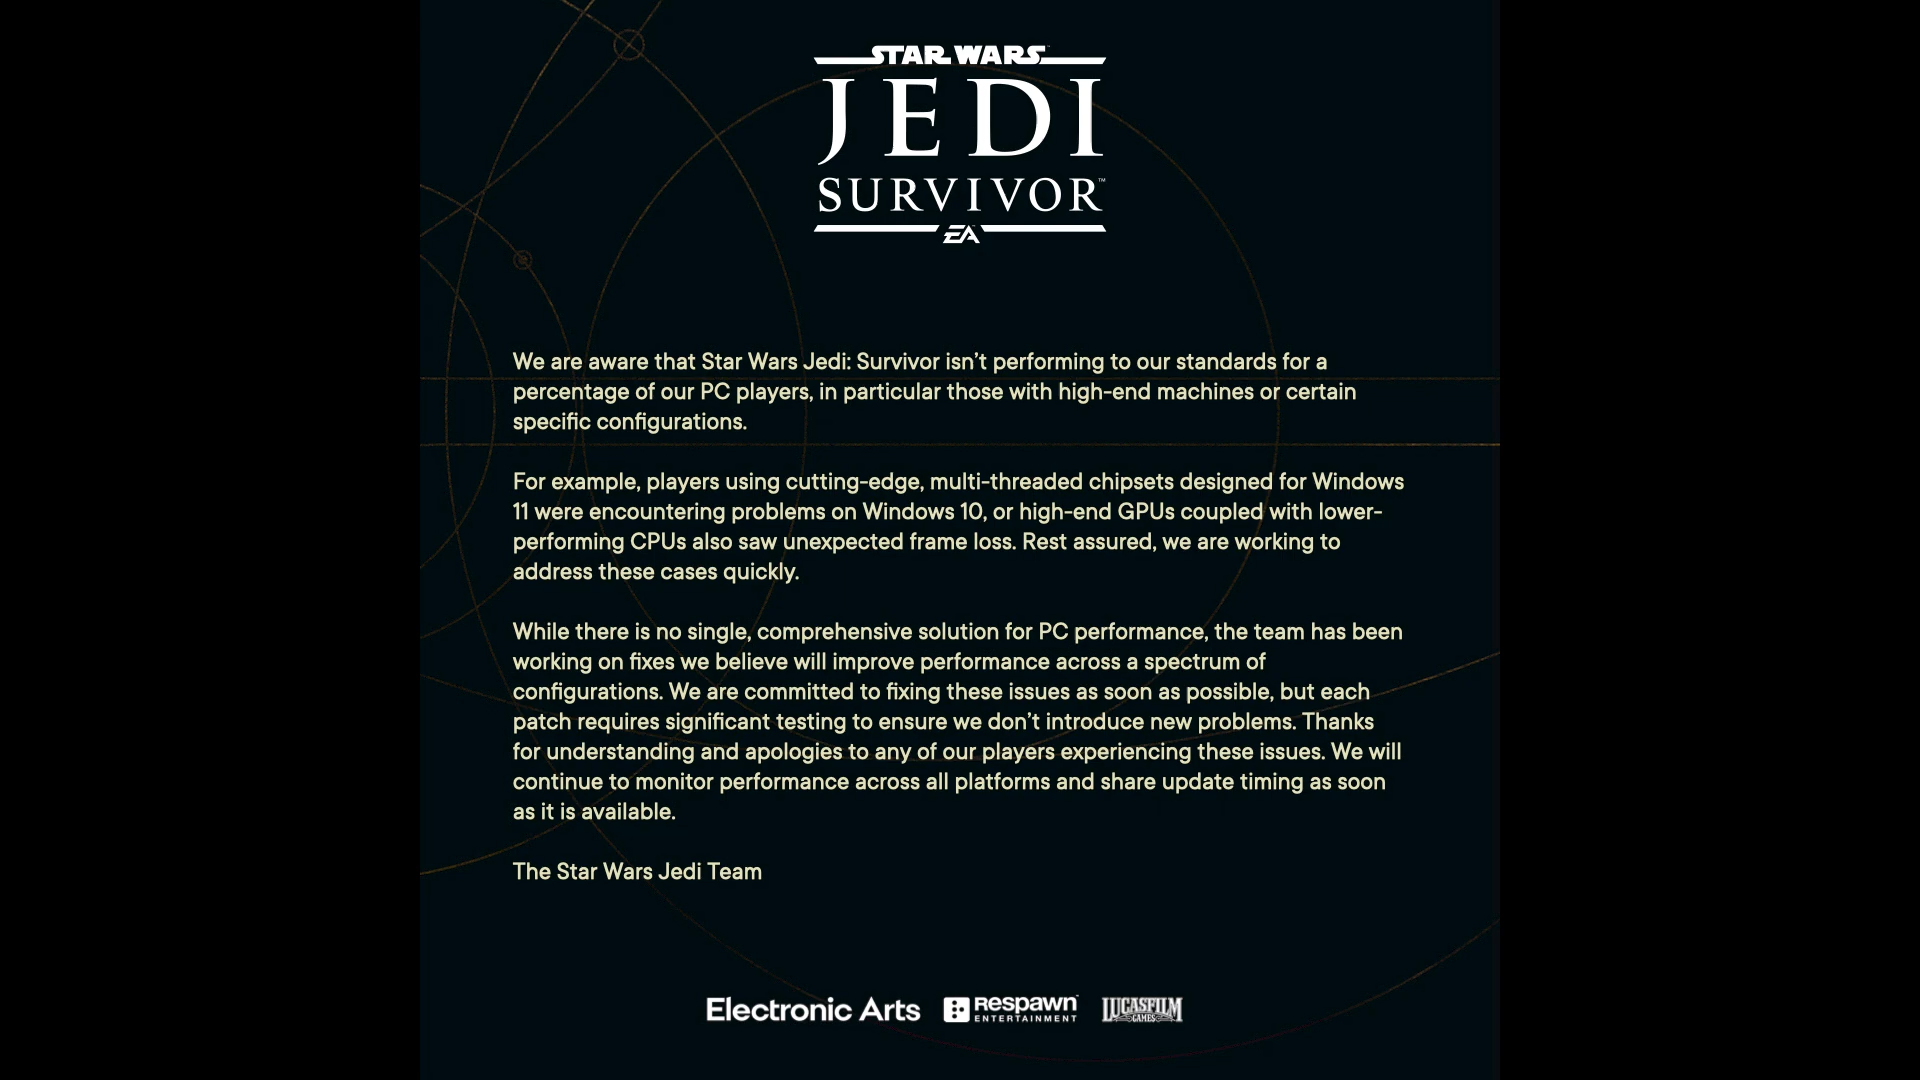 STAR WARS
JEDI
SURVIVOR™
EA
We are aware that Star Wars Jedi: Survivor isn’t performing to our standards for a
percentage of our PC players, in particular those with high-end machines or certain
specific configurations.
For example, players using cutting-edge, multi-threaded chipsets designed for Windows
11 were encountering problems on Windows 10, or high-end GPUs coupled with lower-
performing CPUs also saw unexpected frame loss. Rest assured, we are working to
address these cases quickly.
While there is no single, comprehensive solution for PC performance, the team has been
working on fixes we believe will improve performance across a spectrum of
configurations. We are committed to fixing these issues as soon as possible, but each
patch requires significant testing to ensure we don’t introduce new problems. Thanks
for understanding and apologies to any of our players experiencing these issues. We will
continue to monitor performance across all platforms and share update timing as soon
as it is available.
The Star Wars Jedi Team
Electronic Arts
Respawn
ENTERTAINMENT
LUCASFILM
GAMES